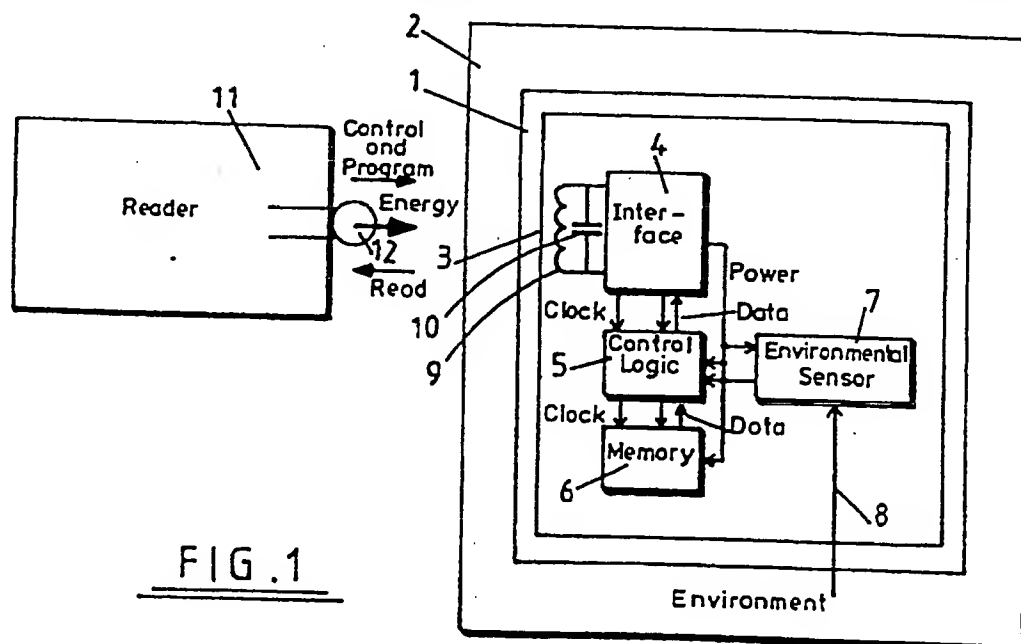 2
1
11
Control
and
Program
Energy
Reader
12
Read
3
10
9
4
Inter-
face
Power
Clock
Data
7
5
Control
Logic
Environmental
Sensor
Clock
Data
Memory
6
8
FIG.1
Environment